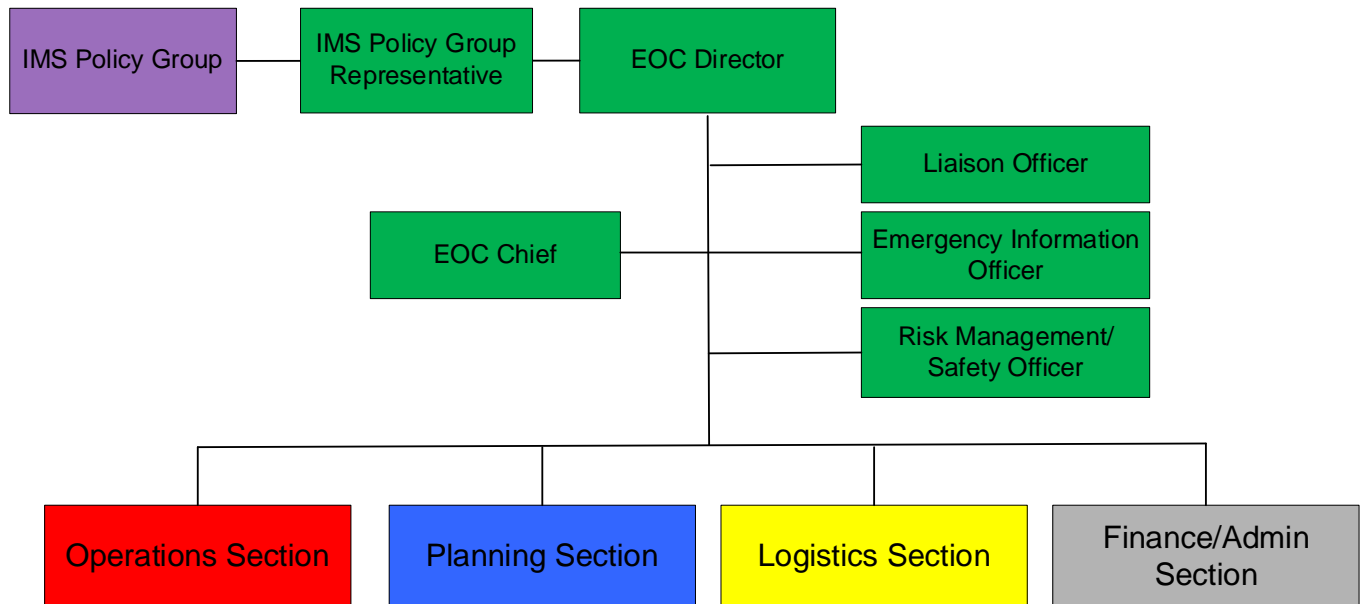 IMS Policy Group
IMS Policy Group
Representative
EOC Director
Liaison Officer
EOC Chief
Emergency Information
Officer
Risk Management/
Safety Officer
Operations Section
Planning Section
Logistics Section
Finance/Admin
Section